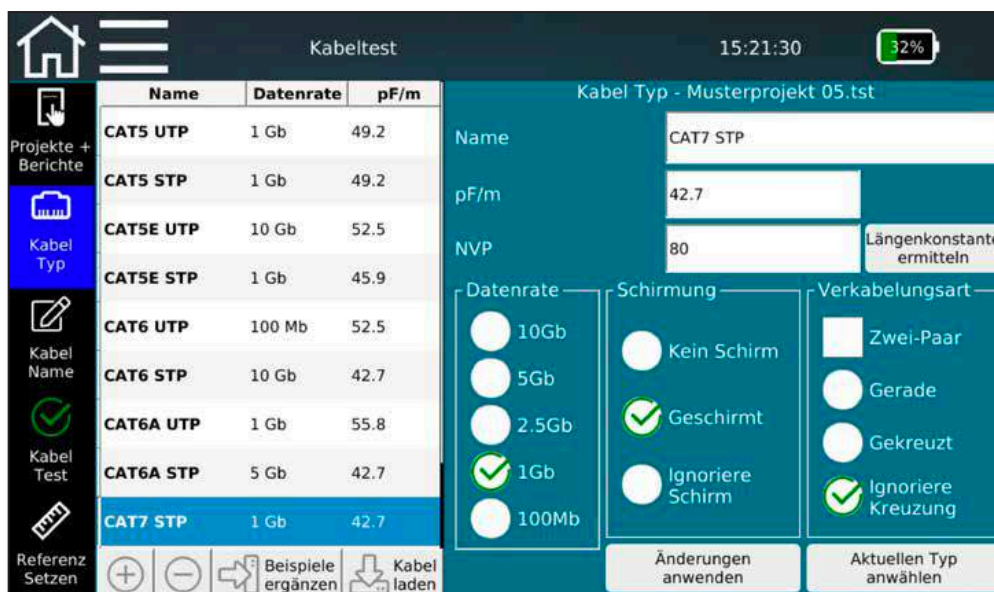 Kabeltest
15:21:30
32%
Projekte +
Berichte
Kabel
Typ
Kabel
Name
Kabel
Test
Referenz
Setzen
Name Datenrate pF/m
CAT5 UTP 1 Gb 49.2
CAT5 STP 1 Gb 49.2
CAT5E UTP 10 Gb 52.5
CAT5E STP 1 Gb 45.9
CAT6 UTP 100 Mb 52.5
CAT6 STP 10 Gb 42.7
CAT6A UTP 1 Gb 55.8
CAT6A STP 5 Gb 42.7
CAT7 STP 1 Gb 42.7
Beispiele
ergänzen
Kabel
laden
Kabel Typ - Musterprojekt 05.tst
Name CAT7 STP
pF/m 42.7
NVP 80
Längenkonstante
ermitteln
Datenrate
10Gb
5Gb
2.5Gb
1Gb
100Mb
Schirmung
Kein Schirm
Geschirmt
Ignoriere
Schirm
Verkabelungsart
Zwei-Paar
Gerade
Gekreuzt
Ignoriere
Kreuzung
Änderungen
anwenden
Aktuellen Typ
anwählen